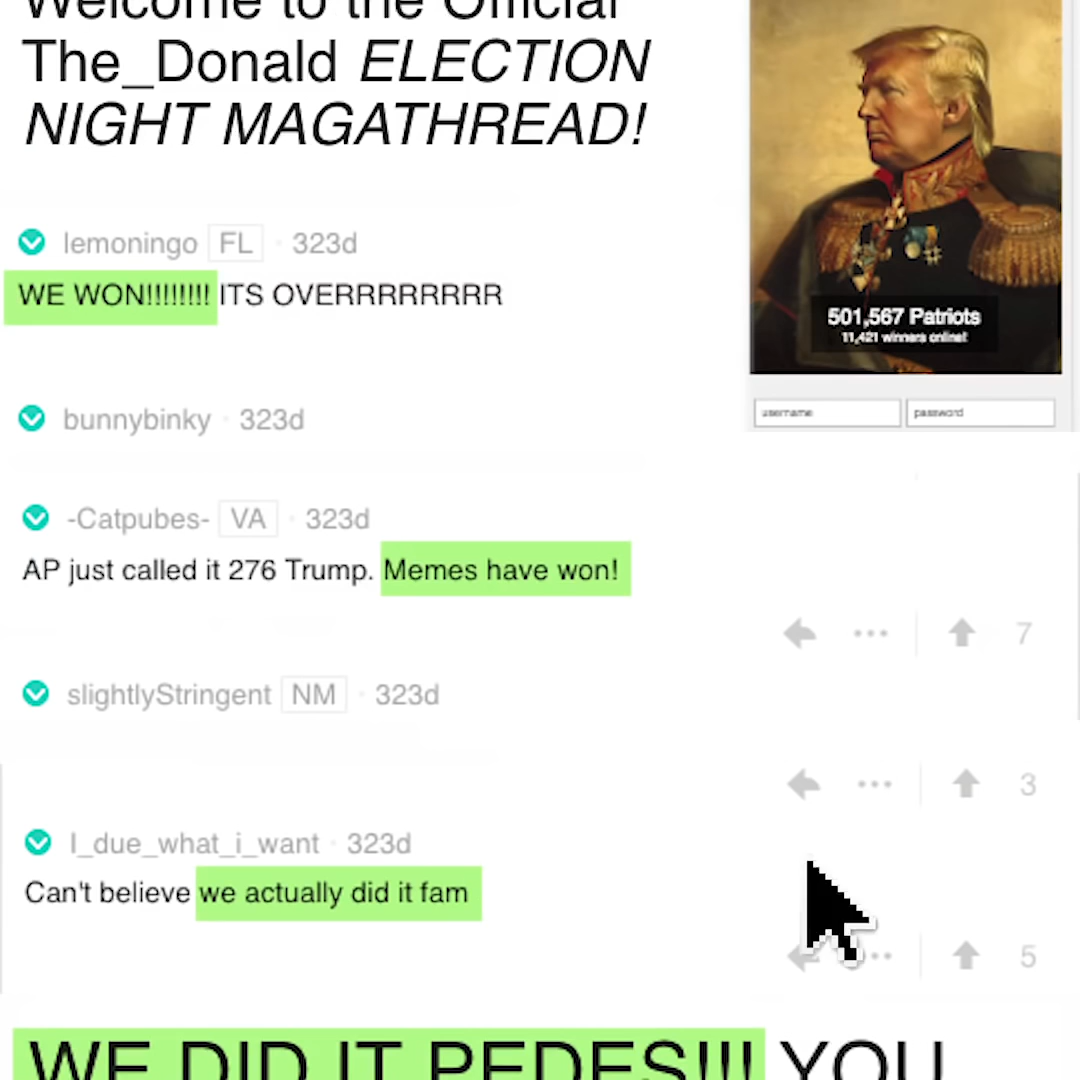 Welcome to the Official
The_Donald ELECTION
NIGHT MAGATHREAD!
501,567 Patriots
11,421 winners online!
username password
lemoningo FL · 323d
WE WON!!!!!!!! ITS OVERRRRRRRRR
bunnybinky · 323d
-Catpubes- VA · 323d
AP just called it 276 Trump. Memes have won!
7
slightlyStringent NM · 323d
3
I_due_what_i_want · 323d
Can't believe we actually did it fam
5
WE DID IT PEDES!!! YOU